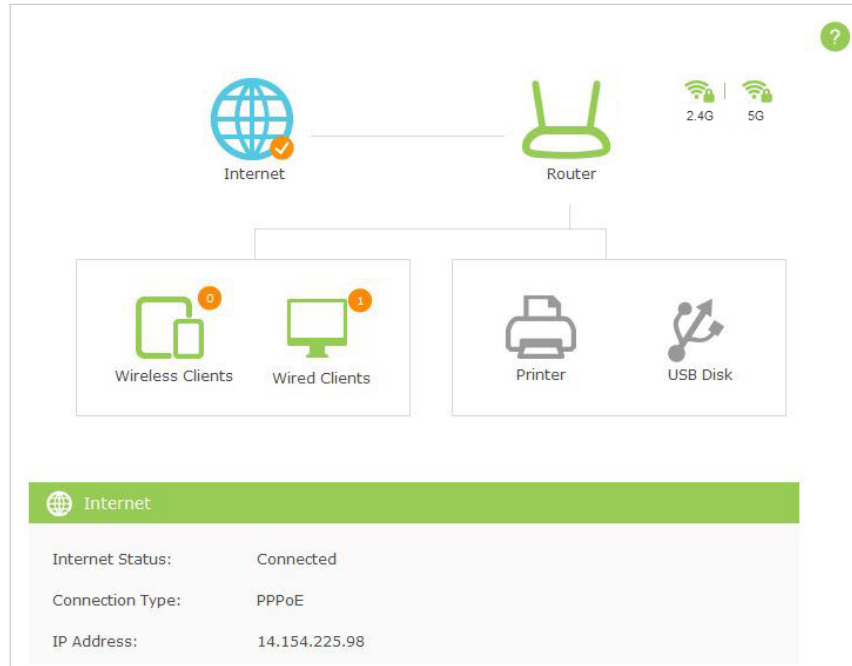 ?
2.4G 5G
Internet Router
0 1
Wireless Clients Wired Clients Printer USB Disk
Internet
Internet Status: Connected
Connection Type: PPPoE
IP Address: 14.154.225.98